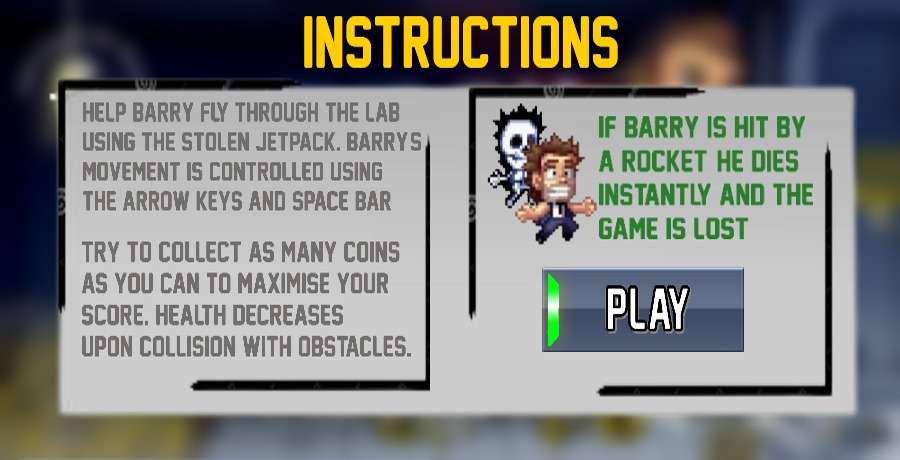 INSTRUCTIONS
HELP BARRY FLY THROUGH THE LAB
USING THE STOLEN JETPACK. BARRYS
MOVEMENT IS CONTROLLED USING
THE ARROW KEYS AND SPACE BAR
TRY TO COLLECT AS MANY COINS
AS YOU CAN TO MAXIMISE YOUR
SCORE. HEALTH DECREASES
UPON COLLISION WITH OBSTACLES.
IF BARRY IS HIT BY
A ROCKET HE DIES
INSTANTLY AND THE
GAME IS LOST
PLAY